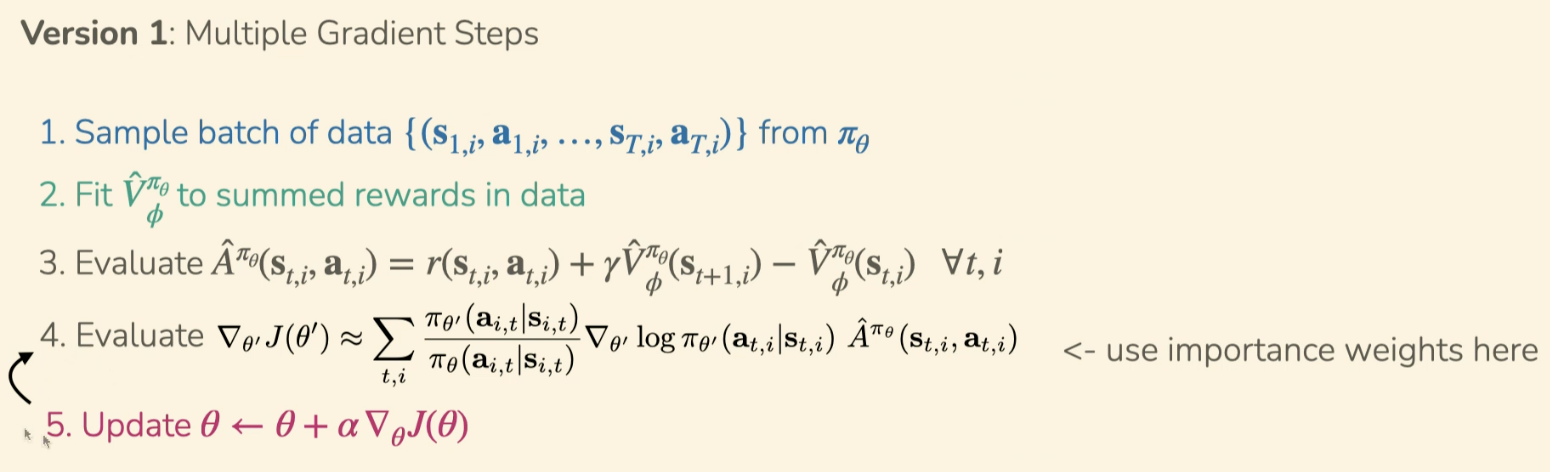 Version 1: Multiple Gradient Steps
1. Sample batch of data {(s_{1,i}, a_{1,i}, …, s_{T,i}, a_{T,i})} from π_θ
2. Fit V̂_ϕ^{π_θ} to summed rewards in data
3. Evaluate Â^{π_θ}(s_{t,i}, a_{t,i}) = r(s_{t,i}, a_{t,i}) + γV̂_ϕ^{π_θ}(s_{t+1,i}) − V̂_ϕ^{π_θ}(s_{t,i}) ∀t, i
4. Evaluate ∇_{θ′}J(θ′) ≈ ∑_{t,i} \frac{π_{θ′}(a_{i,t}|s_{i,t})}{π_θ(a_{i,t}|s_{i,t})} ∇_{θ′} log π_{θ′}(a_{t,i}|s_{t,i}) Â^{π_θ}(s_{t,i}, a_{t,i}) <- use importance weights here
5. Update θ ← θ + α∇_θJ(θ)